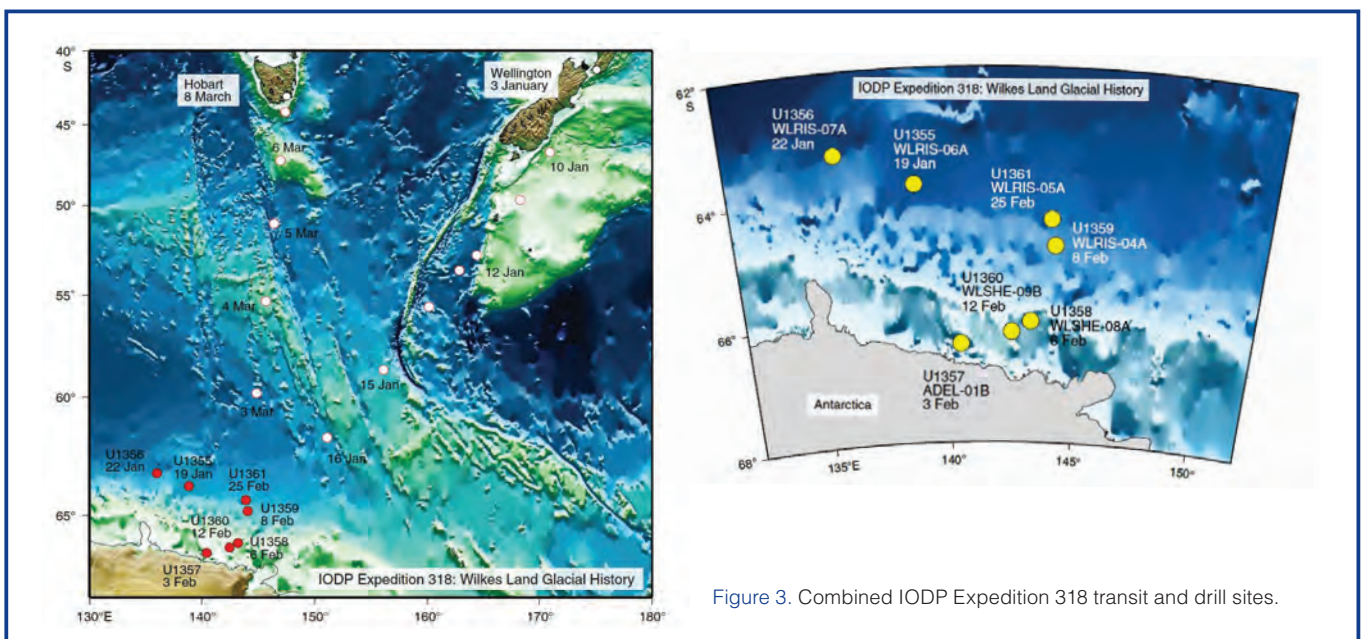 40°
S
45°
50°
55°
60°
65°
130°E
140°
150°
160°
170°
180°
Hobart
8 March
Wellington
3 January
6 Mar
10 Jan
5 Mar
12 Jan
4 Mar
15 Jan
3 Mar
16 Jan
U1356
22 Jan
U1355
19 Jan
U1361
25 Feb
U1359
8 Feb
U1360
12 Feb
U1358
6 Feb
U1357
3 Feb
IODP Expedition 318: Wilkes Land Glacial History
62°
S
64°
66°
68°
135°E
140°
145°
150°
IODP Expedition 318: Wilkes Land Glacial History
U1356
WLRIS-07A
22 Jan
U1355
WLRIS-06A
19 Jan
U1361
WLRIS-05A
25 Feb
U1359
WLRIS-04A
8 Feb
U1360
WLSHE-09B
12 Feb
U1358
WLSHE-08A
6 Feb
U1357
ADEL-01B
3 Feb
Antarctica
Figure 3. Combined IODP Expedition 318 transit and drill sites.